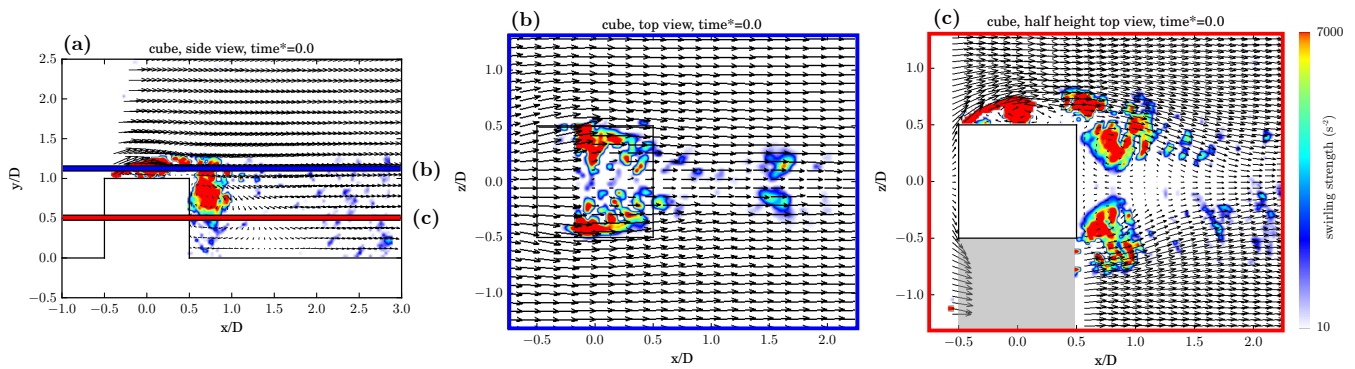 (a)
cube, side view, time*=0.0
2.5
2.0
1.5
1.0
0.5
0.0
−0.5
y/D
−1.0 −0.5 0.0 0.5 1.0 1.5 2.0 2.5 3.0
x/D
(b)
(c)
(b)
cube, top view, time*=0.0
1.0
0.5
0.0
−0.5
−1.0
z/D
−0.5 0.0 0.5 1.0 1.5 2.0
x/D
(c)
cube, half height top view, time*=0.0
1.0
0.5
0.0
−0.5
−1.0
z/D
−0.5 0.0 0.5 1.0 1.5 2.0
x/D
7000
swirling strength (s⁻²)
10